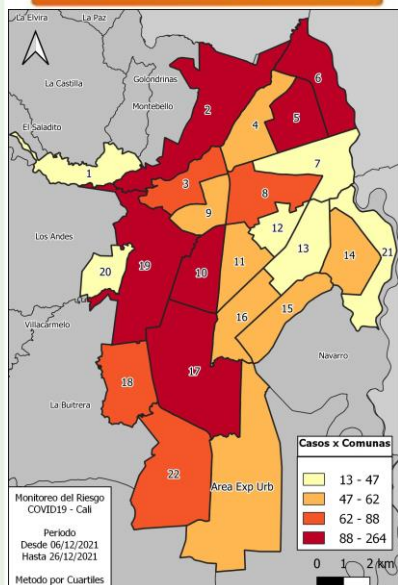 La Elvira
La Paz
La Castilla
Golondrinas
Montebello
El Saladito
Los Andes
Villacarmelo
La Buitrera
Navarro
6
2
5
4
7
1
3
8
9
12
21
13
14
11
19
10
20
15
16
17
18
22
Area Exp Urb
Casos x Comunas
13 - 47
47 - 62
62 - 88
88 - 264
0 1 2 km
Monitoreo del Riesgo
COVID19 - Cali
Periodo
Desde 06/12/2021
Hasta 26/12/2021
Metodo por Cuartiles